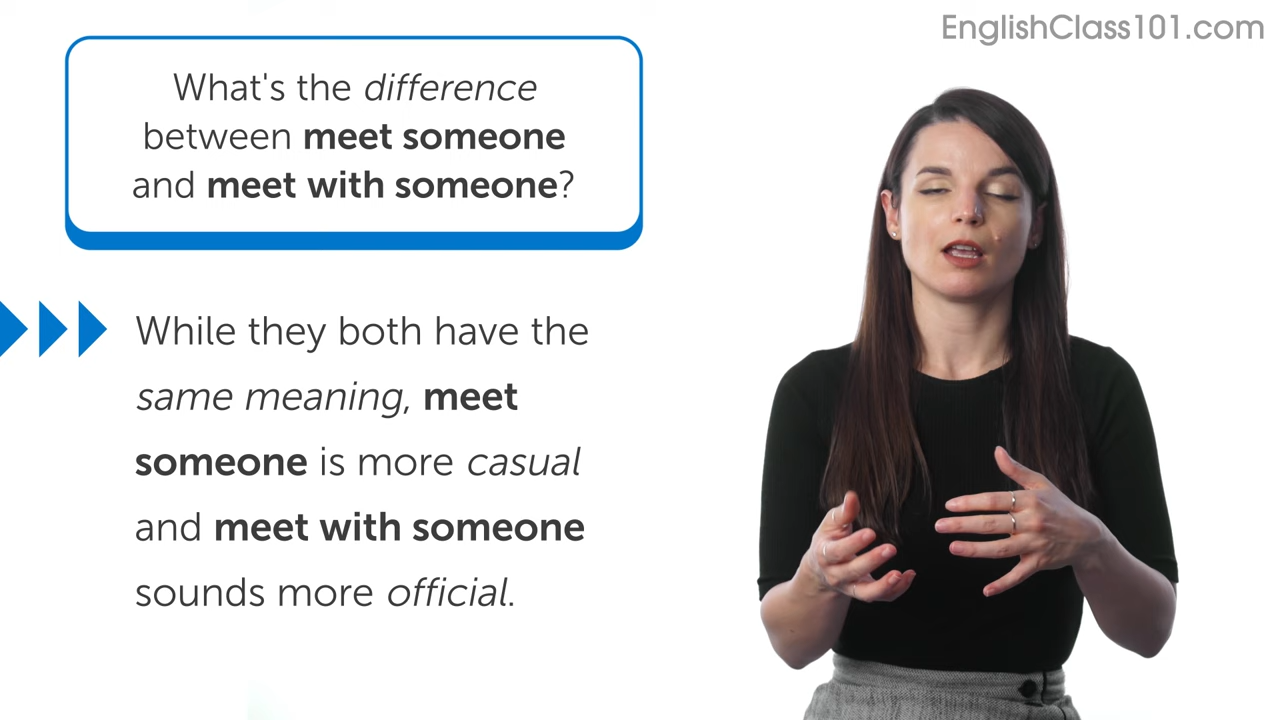 EnglishClass101.com
What's the difference
between meet someone
and meet with someone?
While they both have the
same meaning, meet
someone is more casual
and meet with someone
sounds more official.